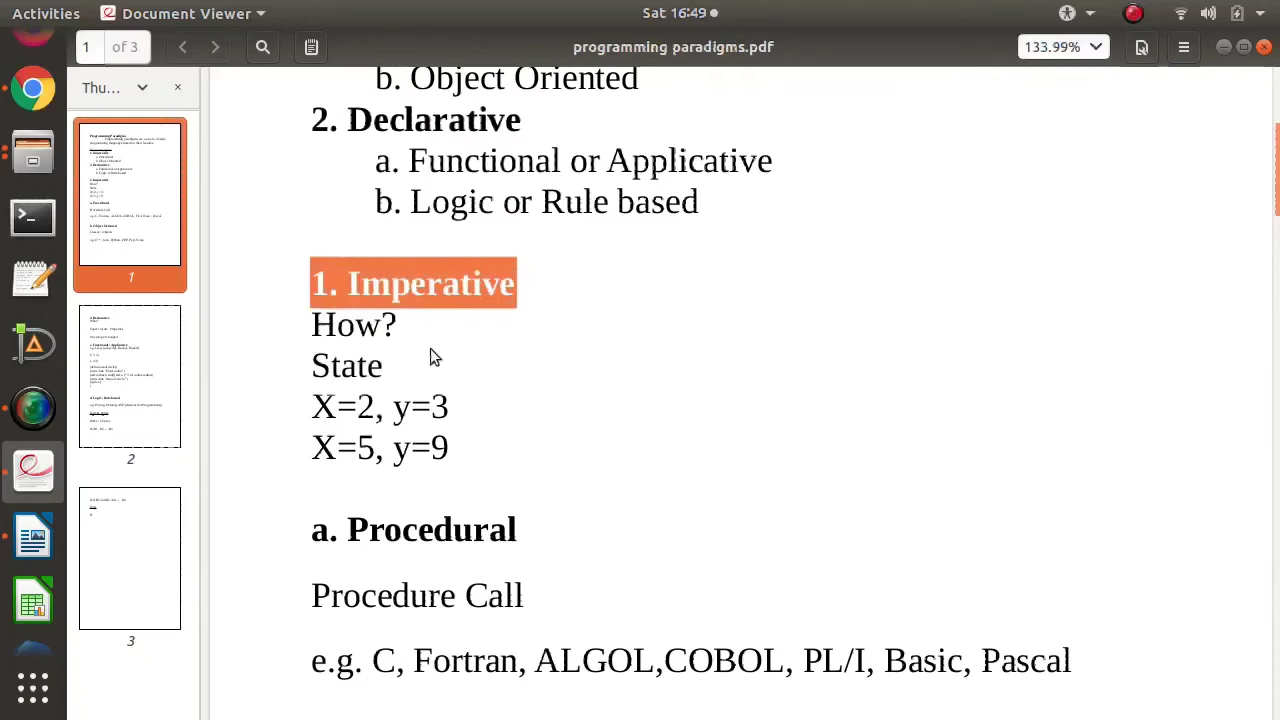 Activities Document Viewer Sat 16:49
1 of 3 programming paradigms.pdf 133.99%
Thu...
b. Object Oriented
2. Declarative
a. Functional or Applicative
b. Logic or Rule based
1. Imperative
How?
State
X=2, y=3
X=5, y=9
a. Procedural
Procedure Call
e.g. C, Fortran, ALGOL,COBOL, PL/I, Basic, Pascal
1
2
3